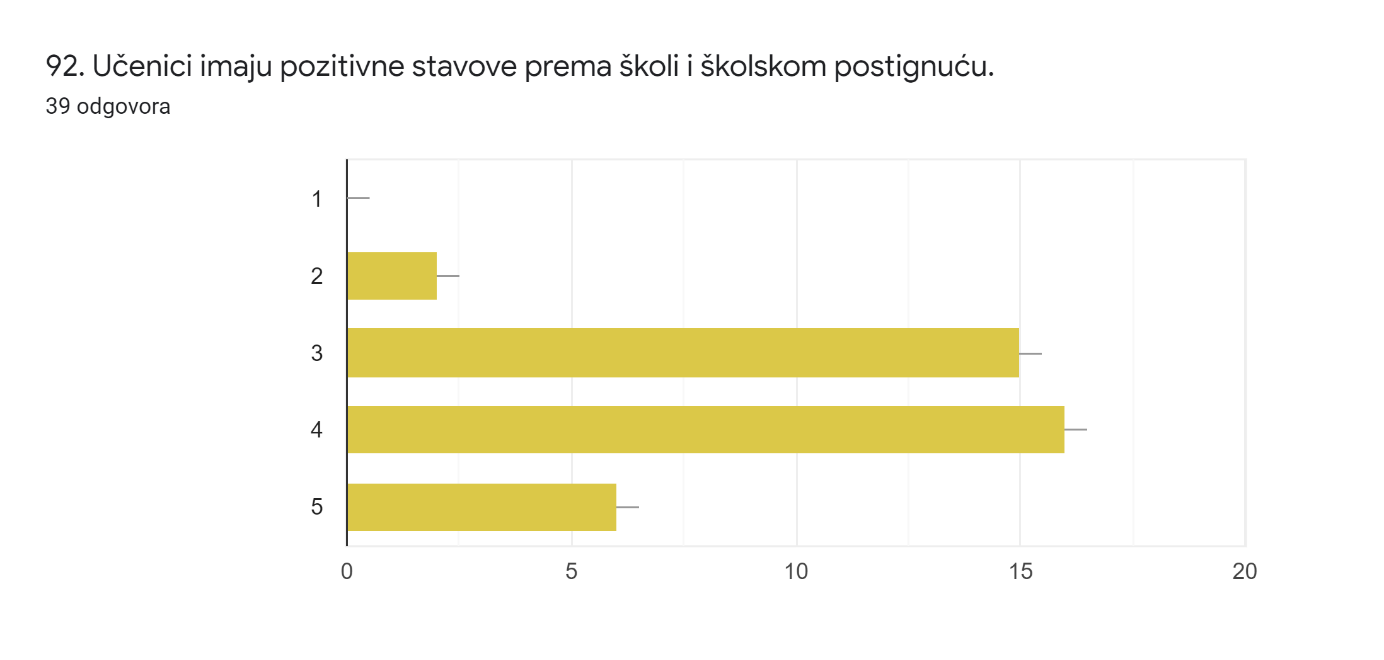 92. Učenici imaju pozitivne stavove prema školi i školskom postignuću.
39 odgovora
1
2
3
4
5
0 5 10 15 20